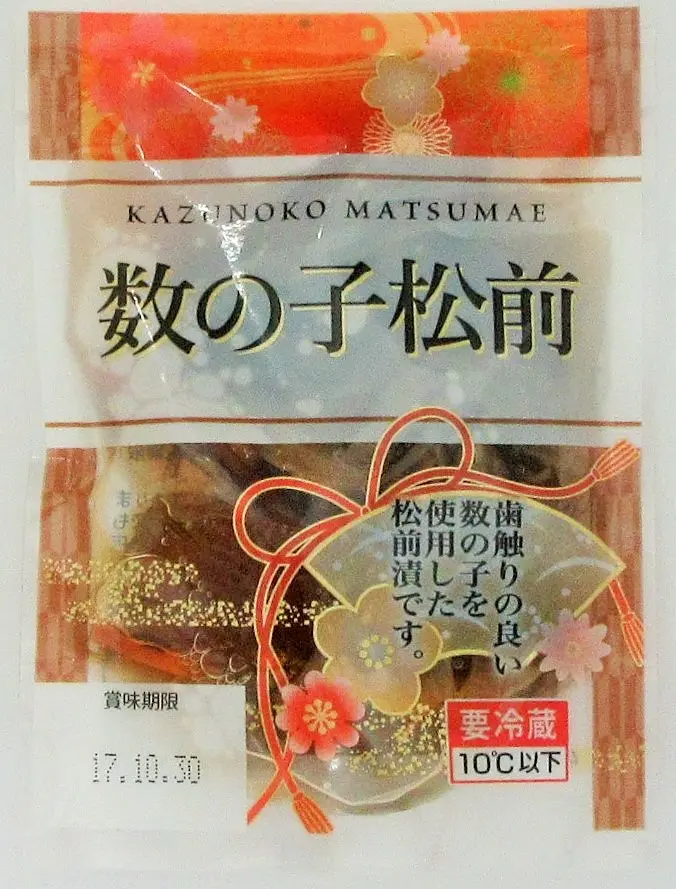 KAZUNOKO MATSUMAE
数の子松前
歯触りの良い
数の子を
使用した
松前漬です。
賞味期限
17.10.30
要冷蔵
10℃以下